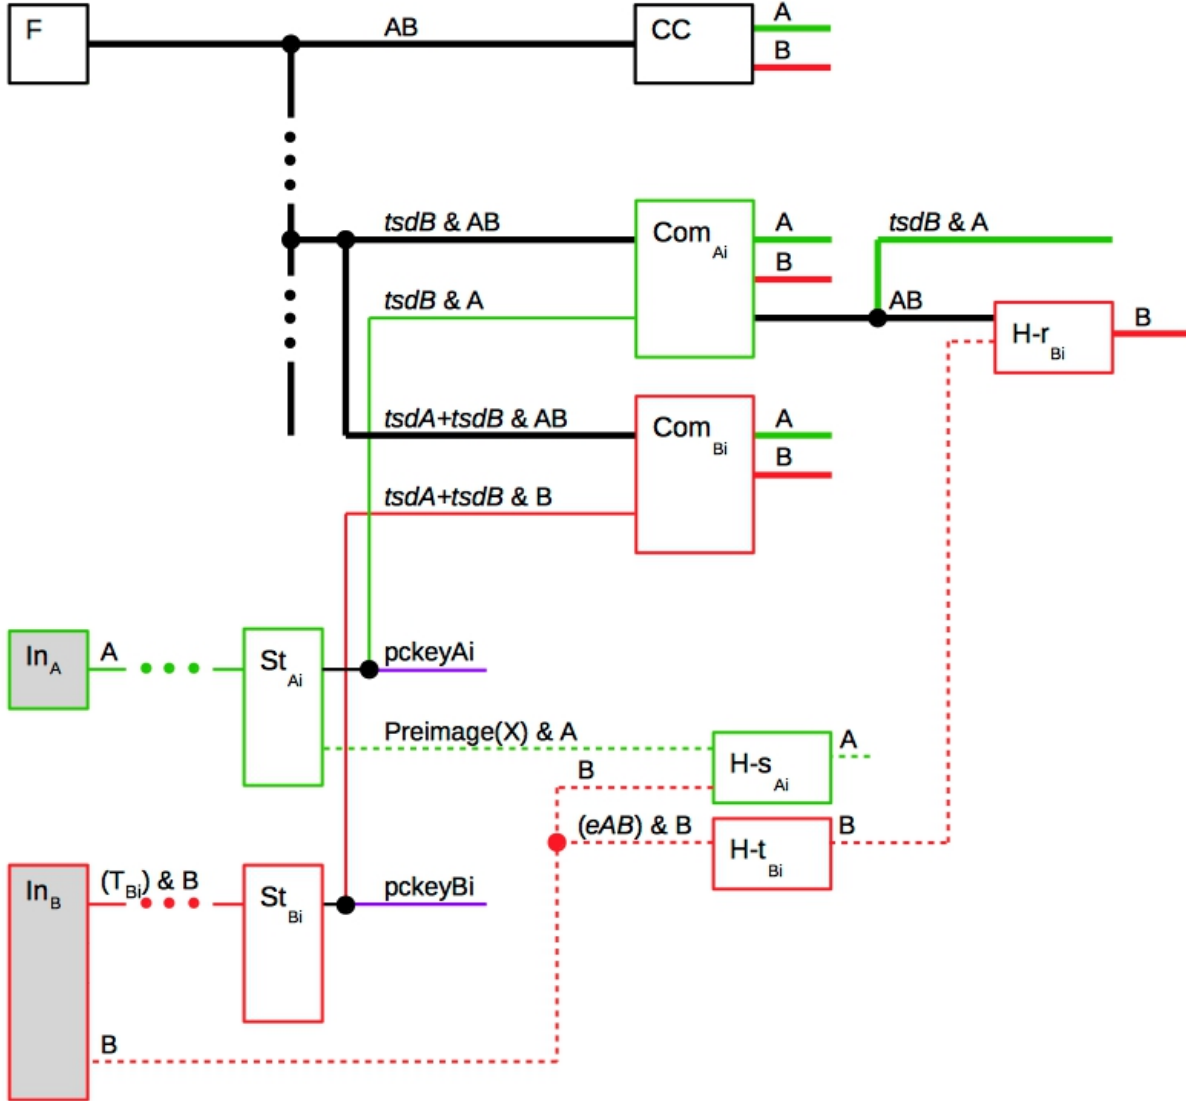 F
AB
CC
A
B
tsdB & AB
Com Ai
A
B
tsdB & A
tsdB & A
AB
H-r Bi
B
tsdA+tsdB & AB
Com Bi
A
B
tsdA+tsdB & B
In A
A
St Ai
pckeyAi
Preimage(X) & A
H-s Ai
A
B
(eAB) & B
H-t Bi
B
In B
(T Bi) & B
St Bi
pckeyBi
B